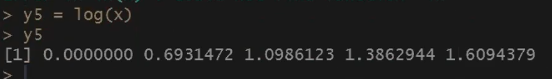 > y5 = log(x)
> y5
[1] 0.0000000 0.6931472 1.0986123 1.3862944 1.6094379
>